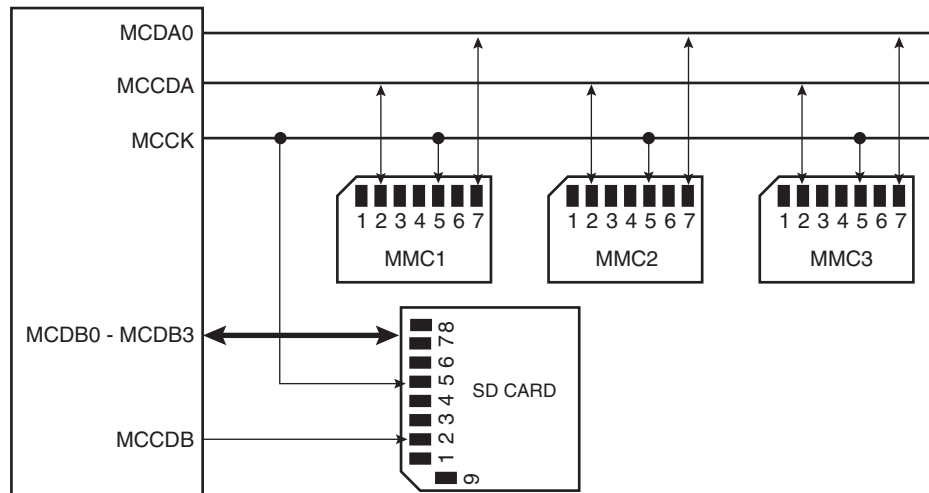 MCDA0
MCCDA
MCCK
1 2 3 4 5 6 7
MMC1
1 2 3 4 5 6 7
MMC2
1 2 3 4 5 6 7
MMC3
MCDB0 - MCDB3
8
7
6
5
4
3
2
1
9
SD CARD
MCCDB